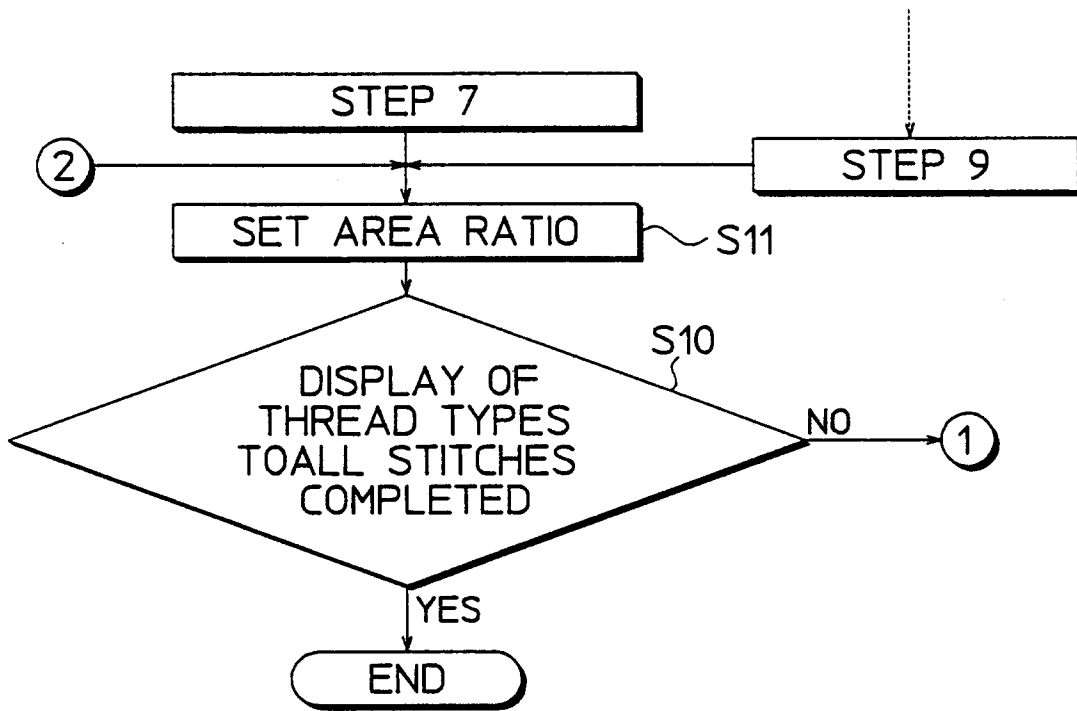 STEP 7
2
STEP 9
SET AREA RATIO
S11
S10
DISPLAY OF
THREAD TYPES
TOALL STITCHES
COMPLETED
NO
1
YES
END